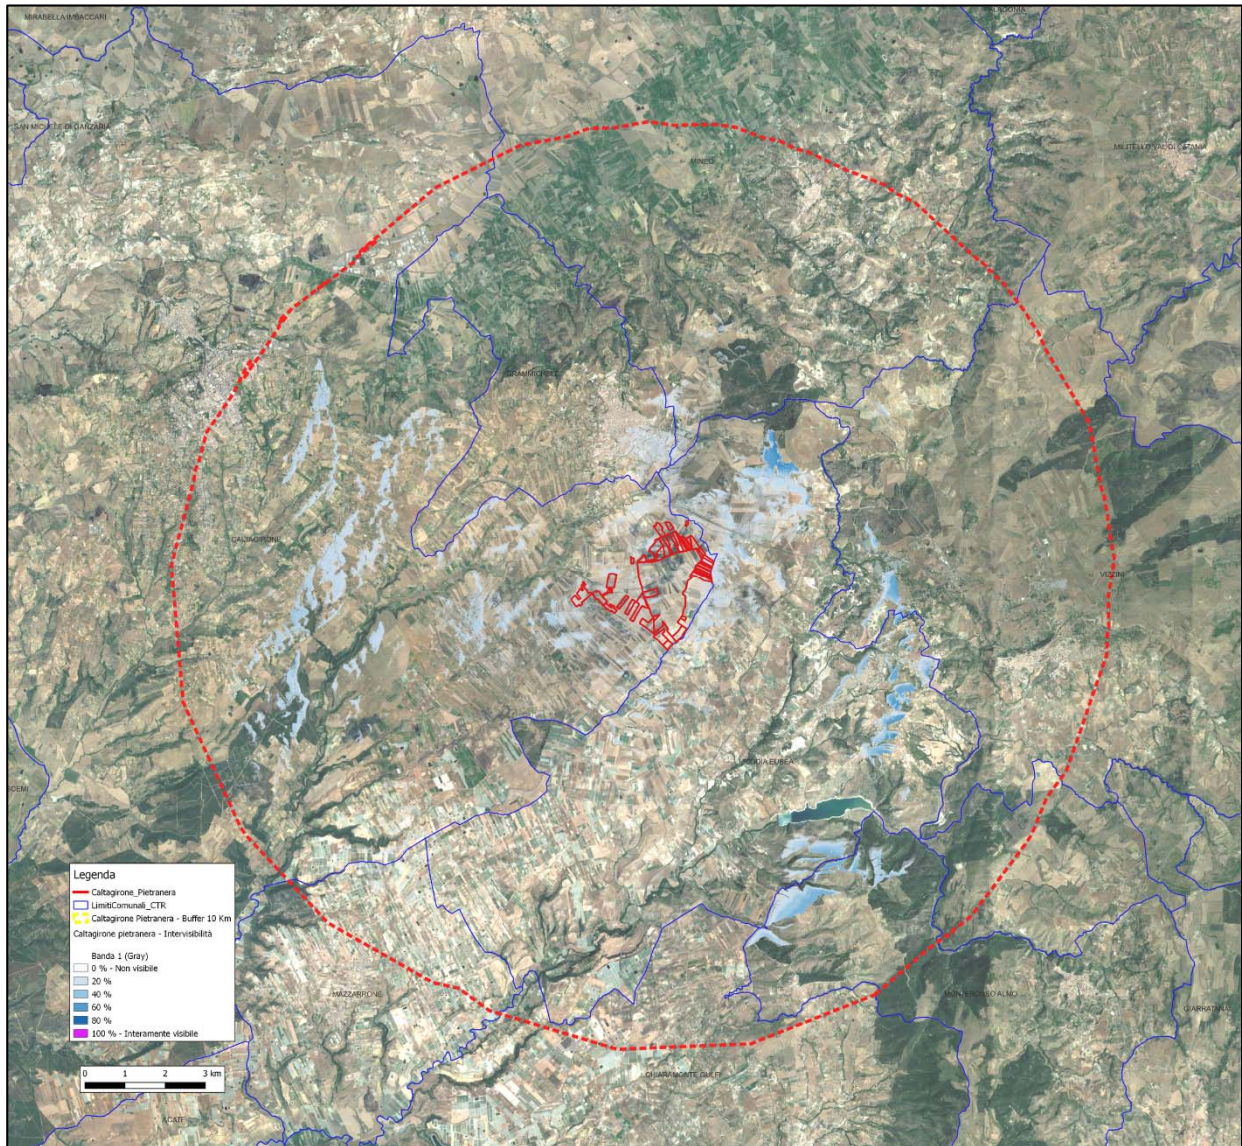 MIRABELLA IMBACCARI
SAN MICHELE DI GANZARIA
MINEO
MILITELLO VAL DI CATANIA
GRAMMICHELE
CALTAGIRONE
VIZZINI
LICODIA EUBEA
MAZZARRONE
MONTEROSSO ALMO
GIARRATANA
CHIARAMONTE GULFI
ACATE
Legenda
Caltagirone_Pietranera
LimitiComunali_CTR
Caltagirone Pietranera - Buffer 10 Km
Caltagirone pietranera - Intervisibilità
Banda 1 (Gray)
0 % - Non visibile
20 %
40 %
60 %
80 %
100 % - Interamente visibile
0 1 2 3 km